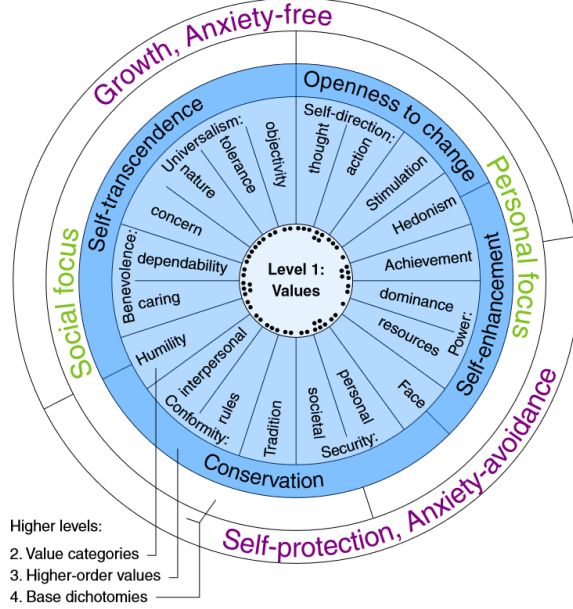 Growth, Anxiety-free
Personal focus
Social focus
Self-protection, Anxiety-avoidance
Openness to change
Self-enhancement
Conservation
Self-transcendence
Self-direction:
thought
action
Stimulation
Hedonism
Achievement
Power:
dominance
resources
Face
Security:
personal
societal
Tradition
Conformity:
rules
interpersonal
Humility
Benevolence:
caring
dependability
Universalism:
concern
nature
tolerance
objectivity
Level 1:
Values
Higher levels:
2. Value categories
3. Higher-order values
4. Base dichotomies